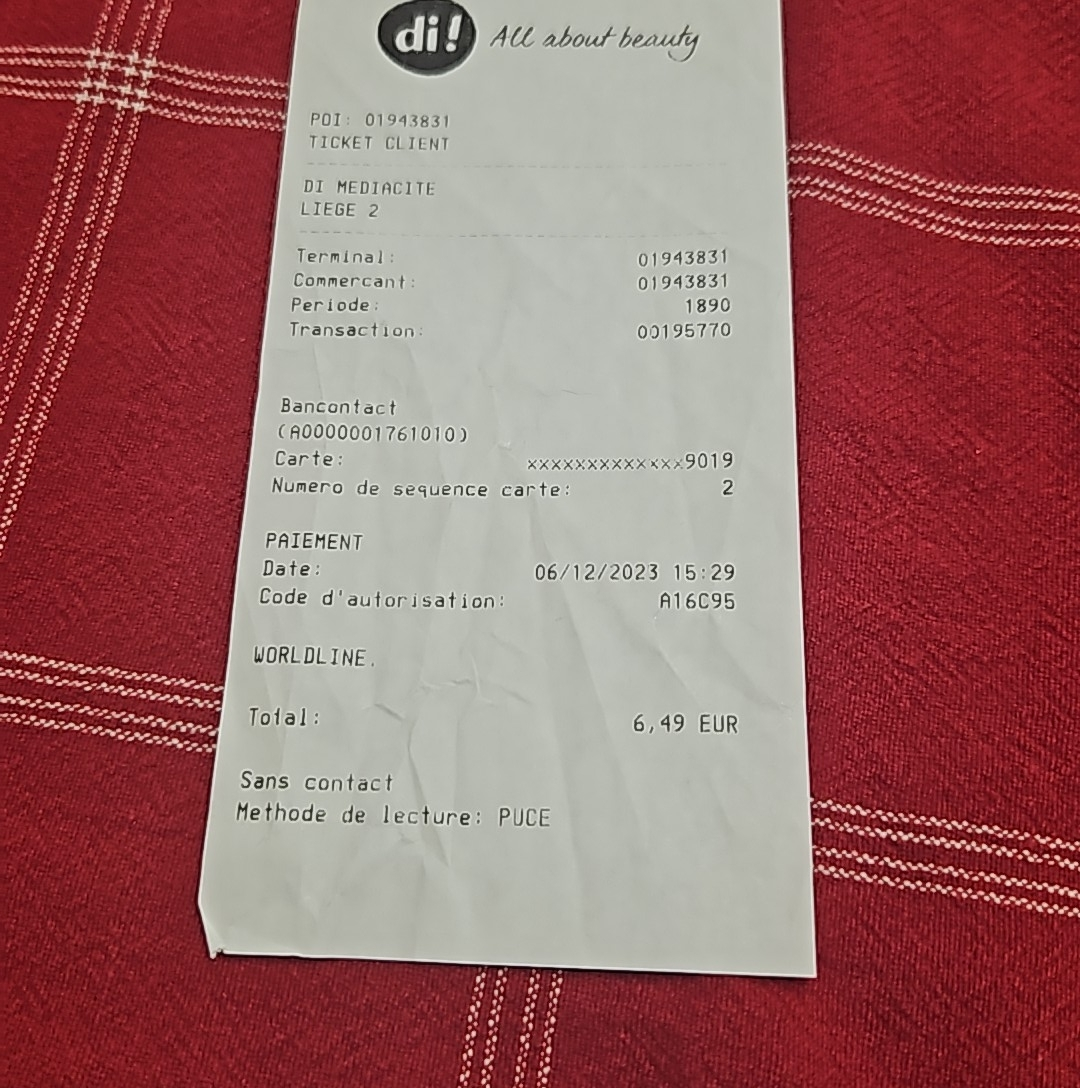 di! All about beauty
POI: 01943831
TICKET CLIENT
DI MEDIACITE
LIEGE 2
Terminal: 01943831
Commercant: 01943831
Periode: 1890
Transaction: 00195770
Bancontact
(A0000001761010)
Carte: xxxxxxxxxxxxx9019
Numero de sequence carte: 2
PAIEMENT
Date: 06/12/2023 15:29
Code d'autorisation: A16C95
WORLDLINE.
Total: 6,49 EUR
Sans contact
Methode de lecture: PUCE